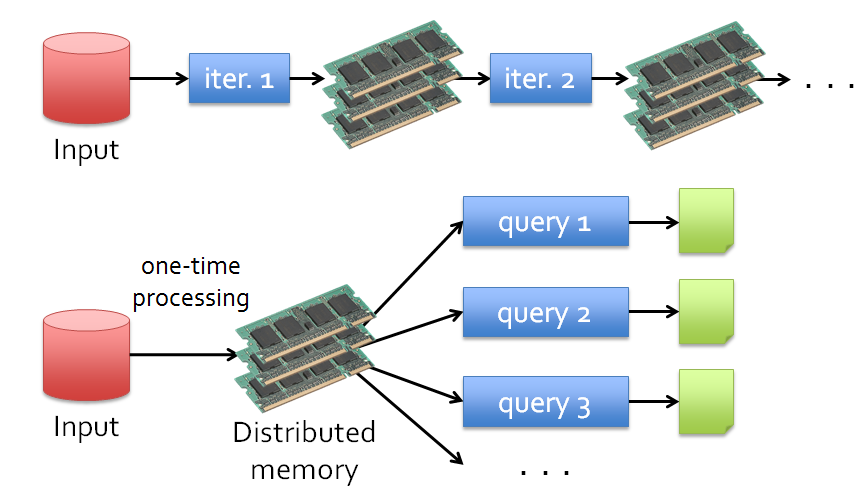 iter. 1
iter. 2
. . .
Input
query 1
one-time
processing
query 2
query 3
Input
Distributed
memory
. . .